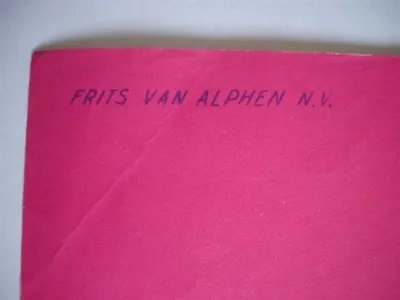 FRITS VAN ALPHEN N.V.